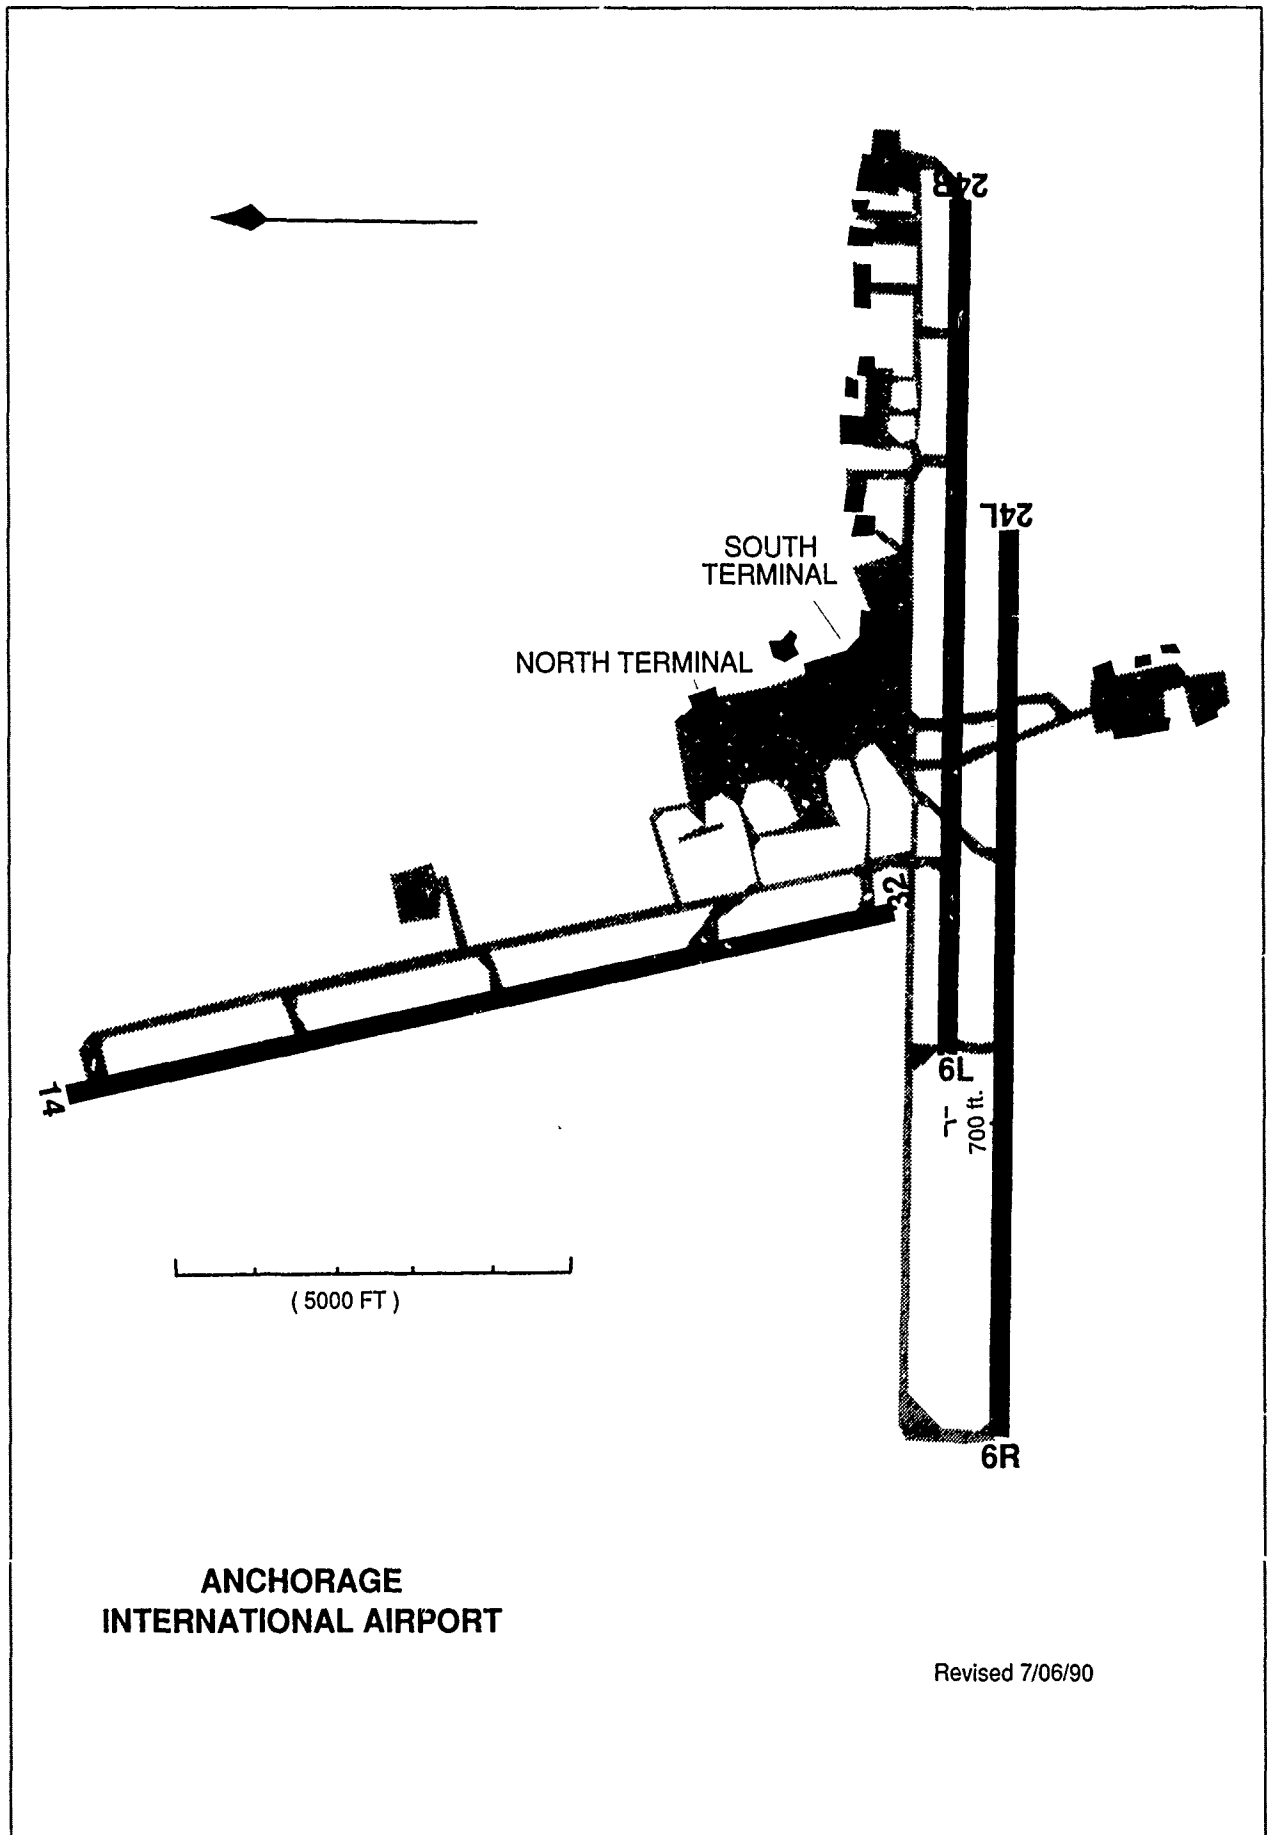 24R
24L
SOUTH
TERMINAL
NORTH TERMINAL
32
14
6L
700 ft.
( 5000 FT )
6R
ANCHORAGE
INTERNATIONAL AIRPORT
Revised 7/06/90